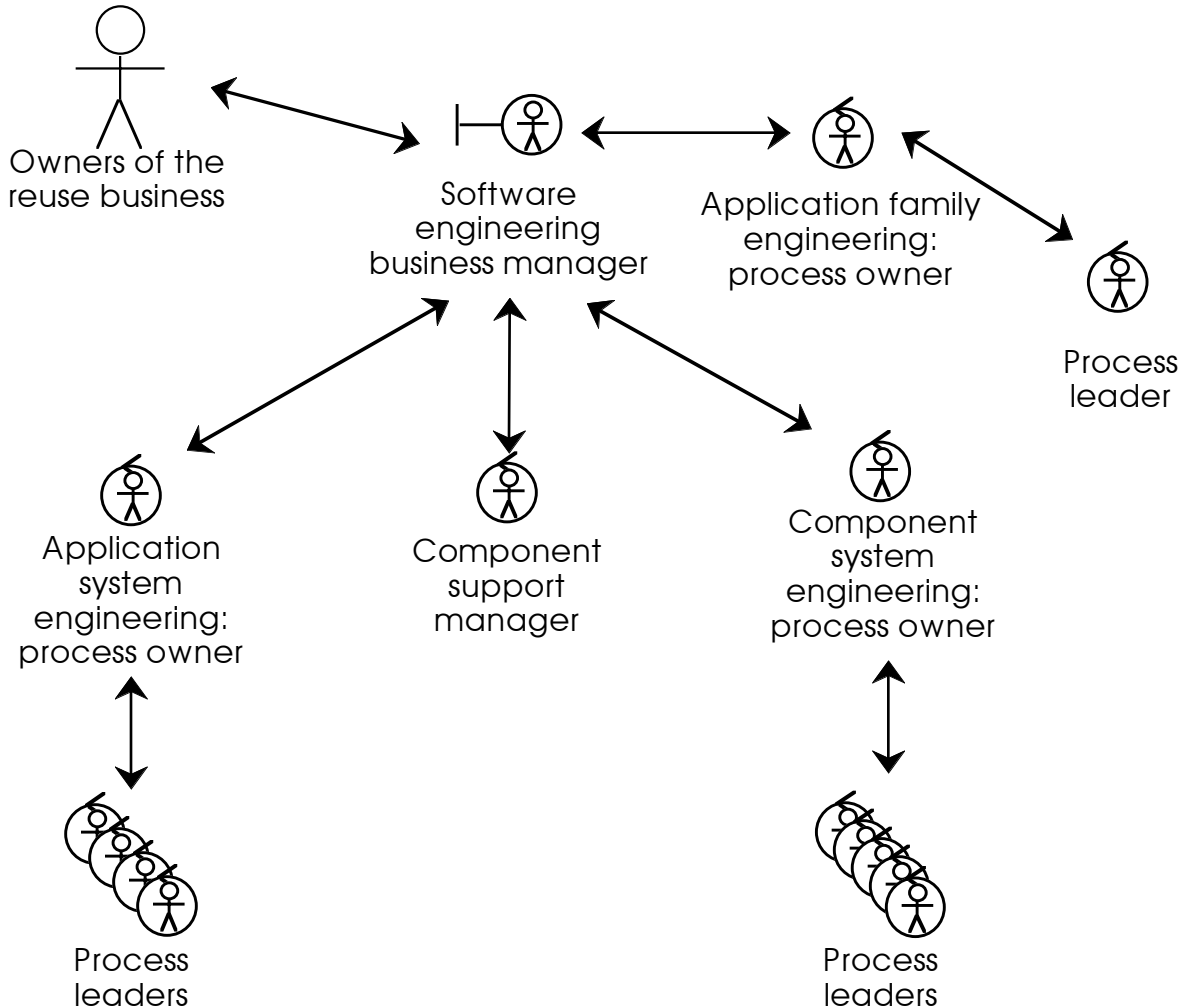 Owners of the
reuse business
Software
engineering
business manager
Application family
engineering:
process owner
Process
leader
Application
system
engineering:
process owner
Component
support
manager
Component
system
engineering:
process owner
Process
leaders
Process
leaders